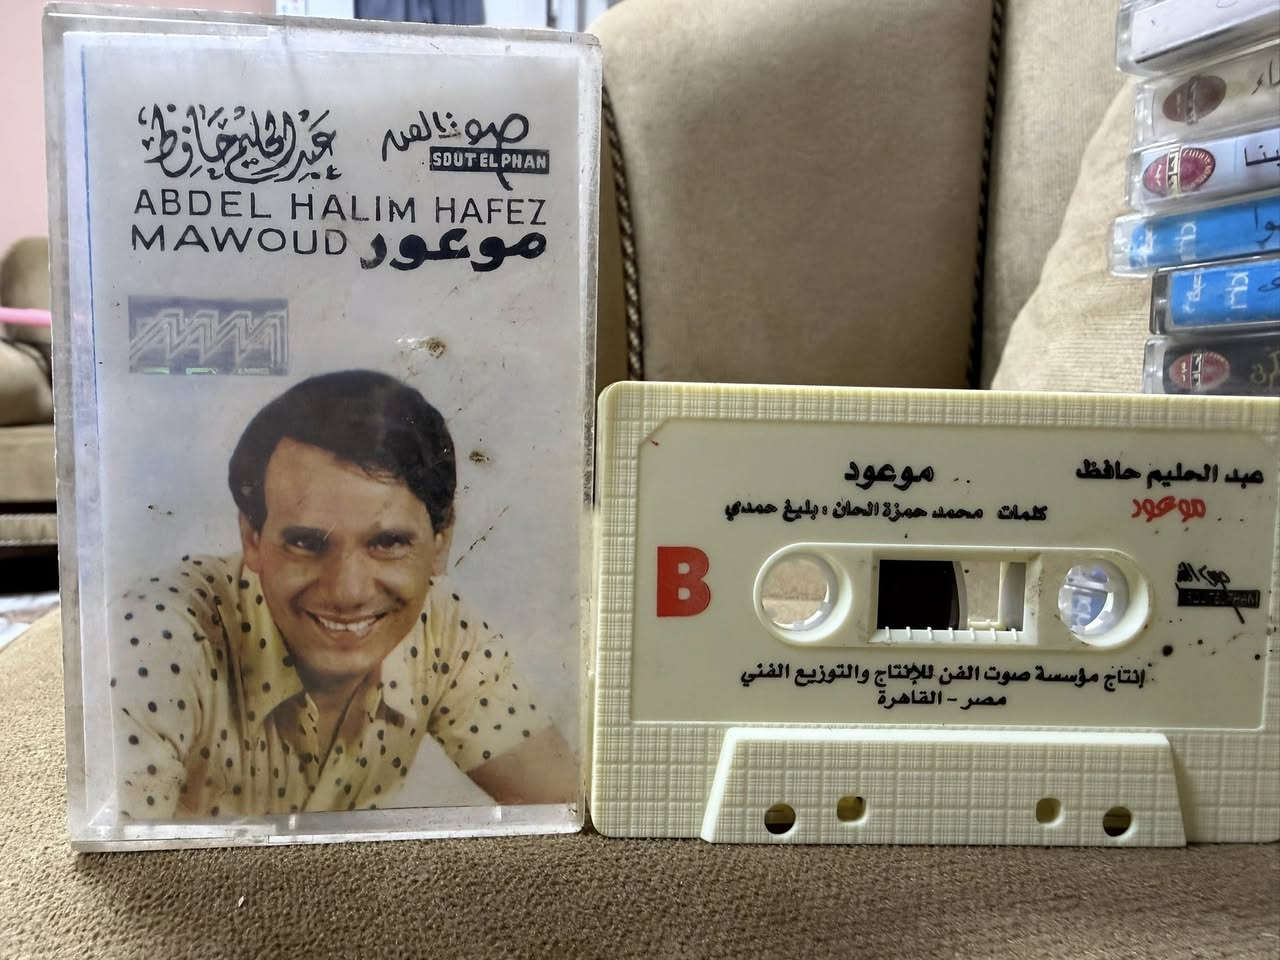 عبد الحليم حافظ
صوت الفن
SOUT EL PHAN
ABDEL HALIM HAFEZ
MAWOUD موعود
عبد الحليم حافظ
موعود
موعود
كلمات محمد حمزة الحان : بليغ حمدي
B
صوت الفن
SOUT EL PHAN
إنتاج مؤسسة صوت الفن للإنتاج والتوزيع الفني
مصر - القاهرة